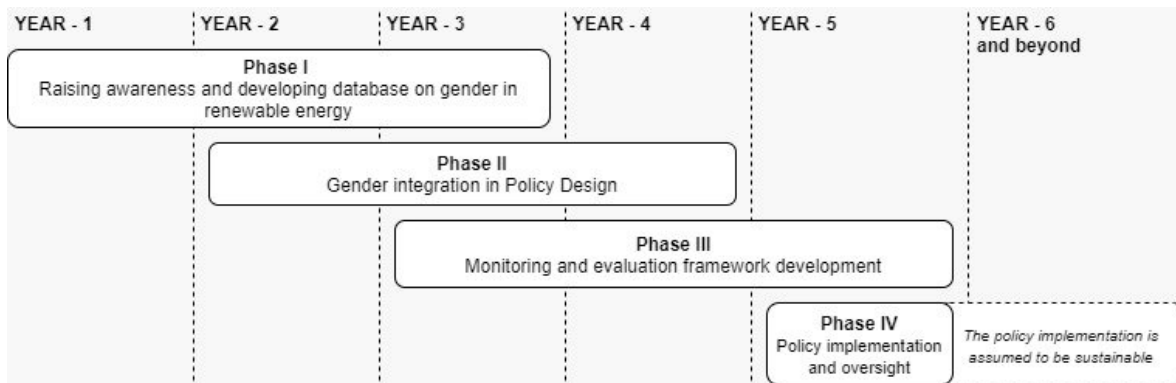 YEAR - 1
YEAR - 2
YEAR - 3
YEAR - 4
YEAR - 5
YEAR - 6
and beyond
Phase I
Raising awareness and developing database on gender in
renewable energy
Phase II
Gender integration in Policy Design
Phase III
Monitoring and evaluation framework development
Phase IV
Policy implementation
and oversight
The policy implementation is
assumed to be sustainable